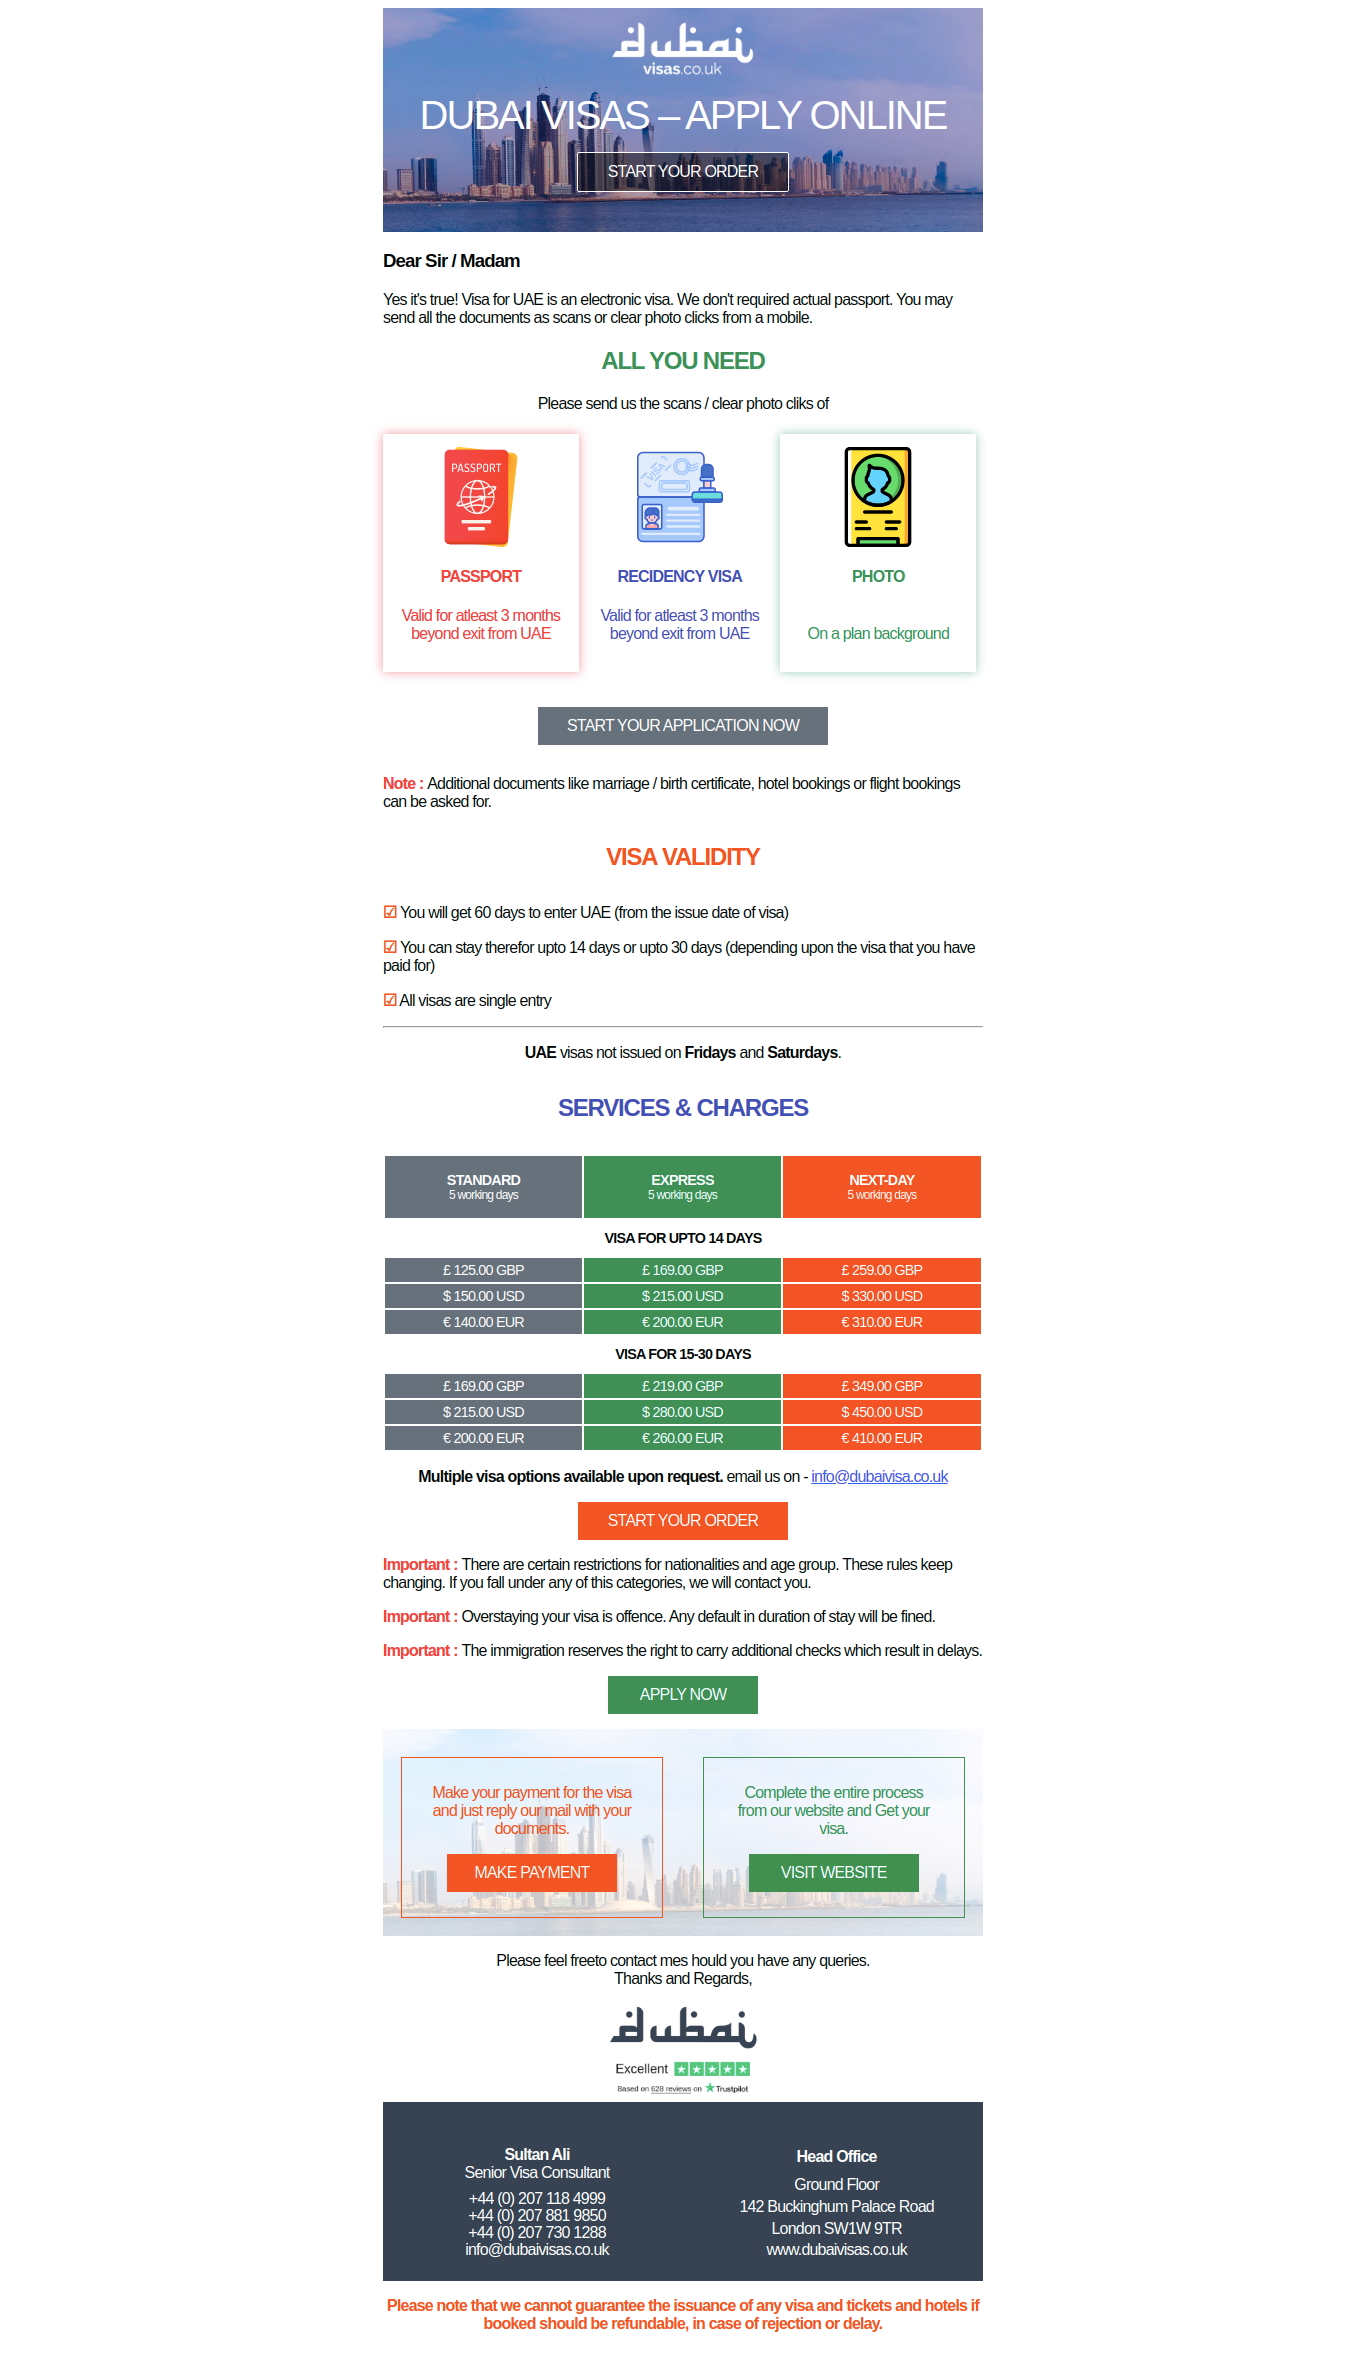 dubai
visas.co.uk
DUBAI VISAS – APPLY ONLINE
START YOUR ORDER
Dear Sir / Madam
Yes it's true! Visa for UAE is an electronic visa. We don't required actual passport. You may
send all the documents as scans or clear photo clicks from a mobile.
ALL YOU NEED
Please send us the scans / clear photo cliks of
PASSPORT
VISA
PASSPORT
RECIDENCY VISA
PHOTO
Valid for atleast 3 months
beyond exit from UAE
Valid for atleast 3 months
beyond exit from UAE
On a plan background
START YOUR APPLICATION NOW
Note : Additional documents like marriage / birth certificate, hotel bookings or flight bookings
can be asked for.
VISA VALIDITY
☑ You will get 60 days to enter UAE (from the issue date of visa)
☑ You can stay therefor upto 14 days or upto 30 days (depending upon the visa that you have
paid for)
☑ All visas are single entry
UAE visas not issued on Fridays and Saturdays.
SERVICES & CHARGES
STANDARD EXPRESS NEXT-DAY
5 working days 5 working days 5 working days
VISA FOR UPTO 14 DAYS
£ 125.00 GBP £ 169.00 GBP £ 259.00 GBP
$ 150.00 USD $ 215.00 USD $ 330.00 USD
€ 140.00 EUR € 200.00 EUR € 310.00 EUR
VISA FOR 15-30 DAYS
£ 169.00 GBP £ 219.00 GBP £ 349.00 GBP
$ 215.00 USD $ 280.00 USD $ 450.00 USD
€ 200.00 EUR € 260.00 EUR € 410.00 EUR
Multiple visa options available upon request. email us on - info@dubaivisa.co.uk
START YOUR ORDER
Important : There are certain restrictions for nationalities and age group. These rules keep
changing. If you fall under any of this categories, we will contact you.
Important : Overstaying your visa is offence. Any default in duration of stay will be fined.
Important : The immigration reserves the right to carry additional checks which result in delays.
APPLY NOW
Make your payment for the visa
and just reply our mail with your
documents.
MAKE PAYMENT
Complete the entire process
from our website and Get your
visa.
VISIT WEBSITE
Please feel freeto contact mes hould you have any queries.
Thanks and Regards,
dubai
Excellent
Based on 628 reviews on Trustpilot
Sultan Ali
Senior Visa Consultant
+44 (0) 207 118 4999
+44 (0) 207 881 9850
+44 (0) 207 730 1288
info@dubaivisas.co.uk
Head Office
Ground Floor
142 Buckinghum Palace Road
London SW1W 9TR
www.dubaivisas.co.uk
Please note that we cannot guarantee the issuance of any visa and tickets and hotels if
booked should be refundable, in case of rejection or delay.